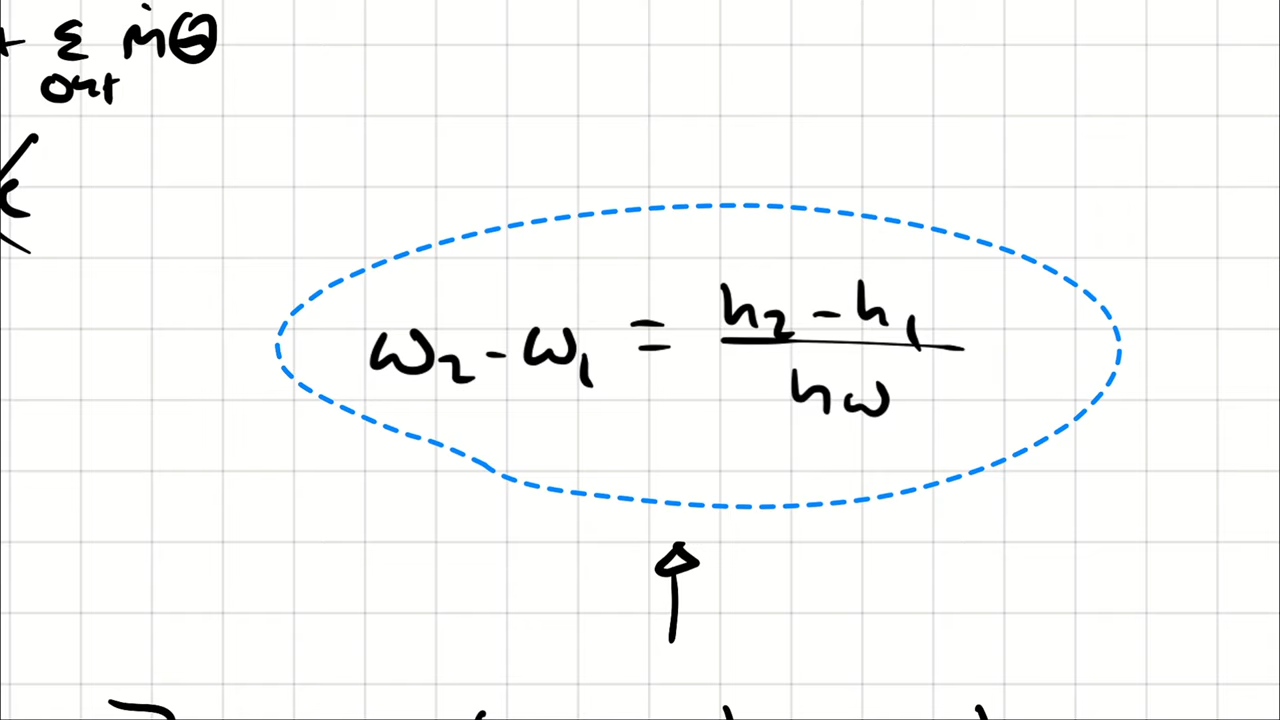 + Σ ṁΘ
out
ω₂ - ω₁ = h₂ - h₁
hω